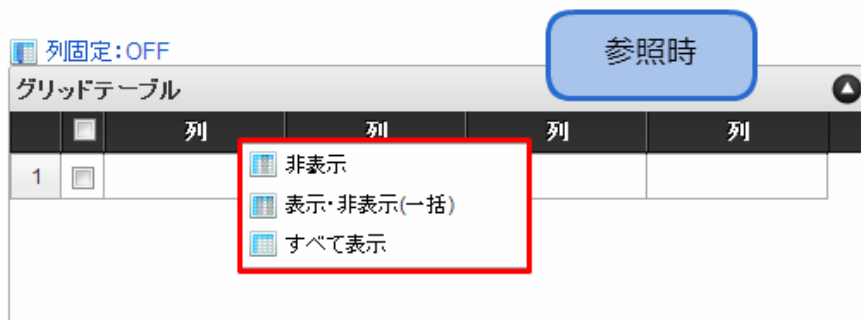 参照時
列固定:OFF
グリッドテーブル
列 列 列 列
1
非表示
表示・非表示(一括)
すべて表示